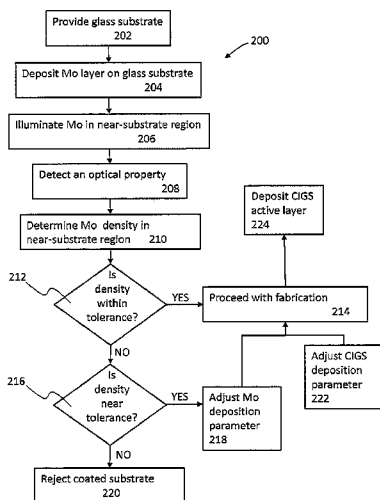 Provide glass substrate
202
200
Deposit Mo layer on glass substrate
204
Illuminate Mo in near-substrate region
206
Detect an optical property
208
Deposit CIGS
active layer
224
Determine Mo density in
near-substrate region 210
212
Is
density
within
tolerance?
YES
Proceed with fabrication
214
NO
216
Is
density
near
tolerance?
YES
Adjust Mo
deposition
parameter
218
Adjust CIGS
deposition
parameter
222
NO
Reject coated substrate
220